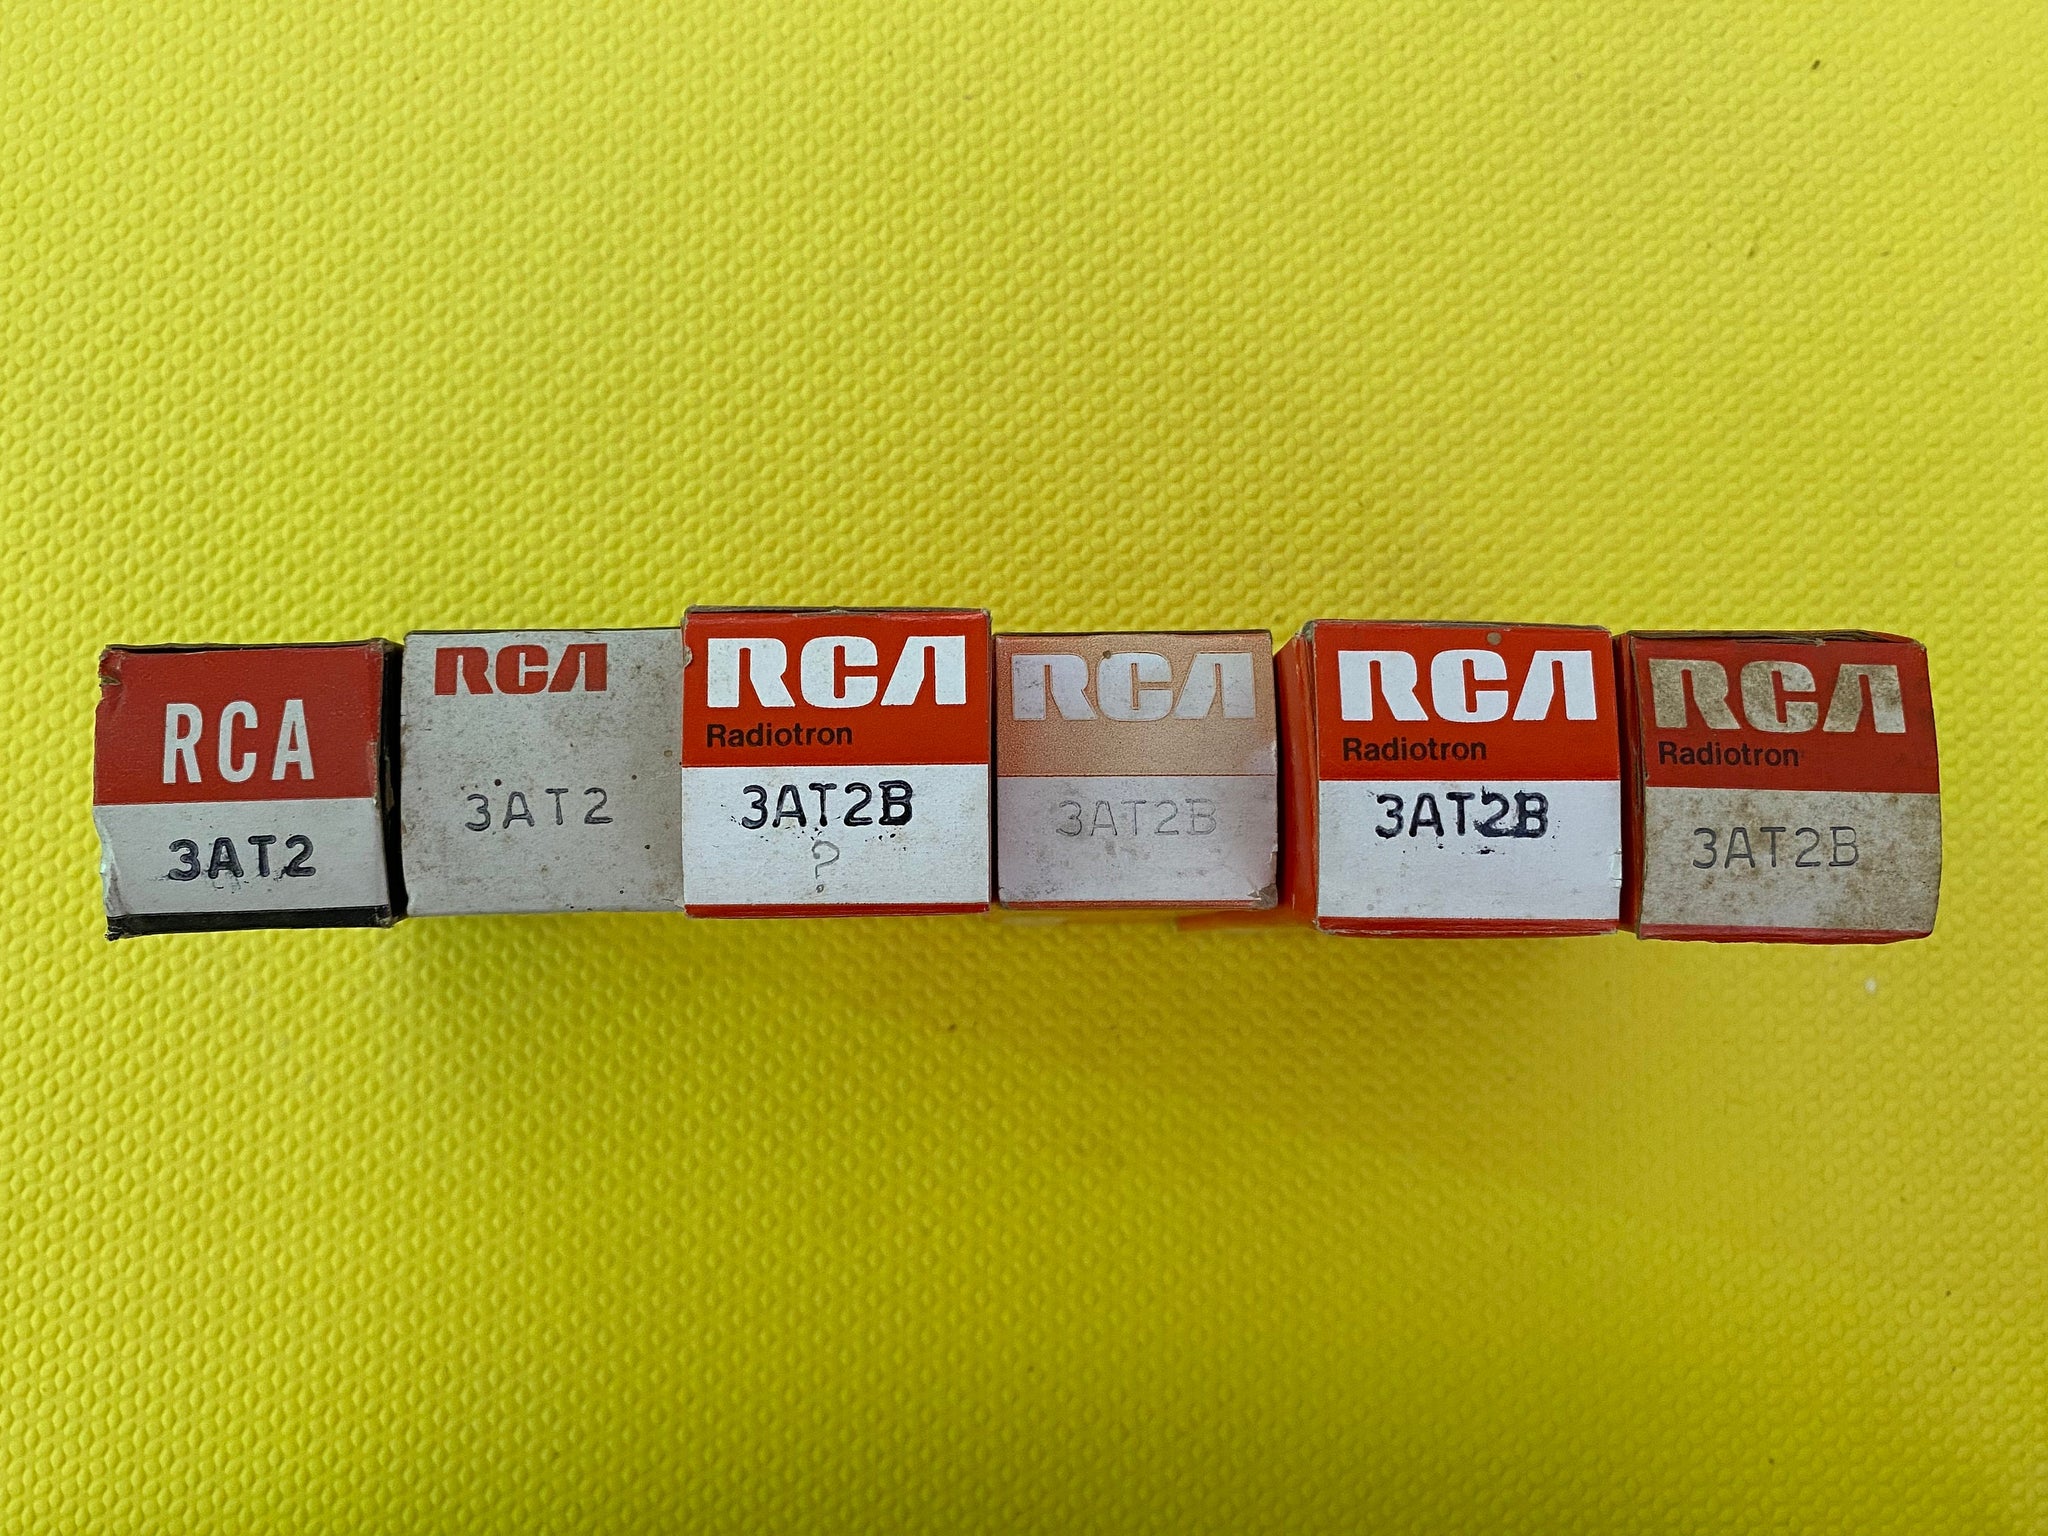 RCA
3AT2
RCA
3AT2
RCA
Radiotron
3AT2B
?
RCA
3AT2B
RCA
Radiotron
3AT2B
RCA
Radiotron
3AT2B